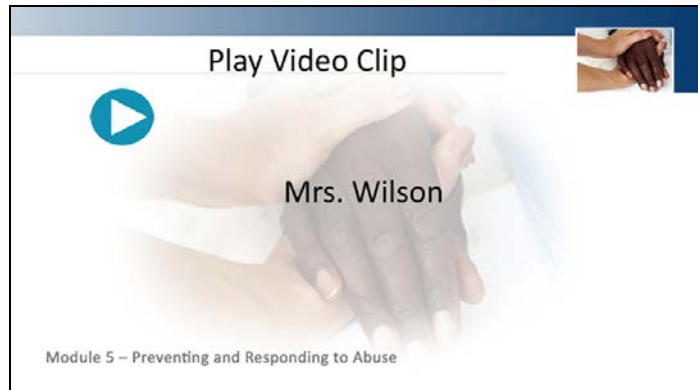 Play Video Clip
Mrs. Wilson
Module 5 – Preventing and Responding to Abuse